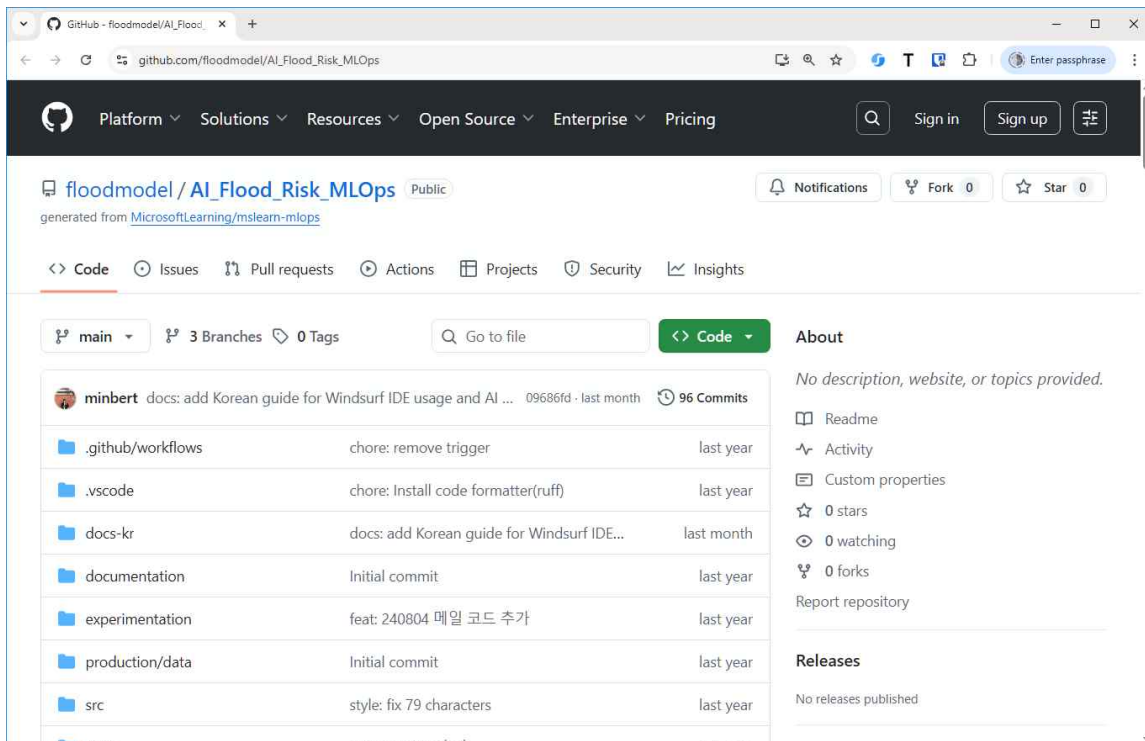 GitHub - floodmodel/AI_Flood_
github.com/floodmodel/AI_Flood_Risk_MLOps
Enter passphrase
Platform Solutions Resources Open Source Enterprise Pricing Sign in Sign up
floodmodel / AI_Flood_Risk_MLOps Public
Notifications Fork 0 Star 0
generated from MicrosoftLearning/mslearn-mlops
Code Issues Pull requests Actions Projects Security Insights
main 3 Branches 0 Tags Go to file Code
minbert docs: add Korean guide for Windsurf IDE usage and AI ... 09686fd · last month 96 Commits
.github/workflows chore: remove trigger last year
.vscode chore: Install code formatter(ruff) last year
docs-kr docs: add Korean guide for Windsurf IDE... last month
documentation Initial commit last year
experimentation feat: 240804 메일 코드 추가 last year
production/data Initial commit last year
src style: fix 79 characters last year
About
No description, website, or topics provided.
Readme
Activity
Custom properties
0 stars
0 watching
0 forks
Report repository
Releases
No releases published